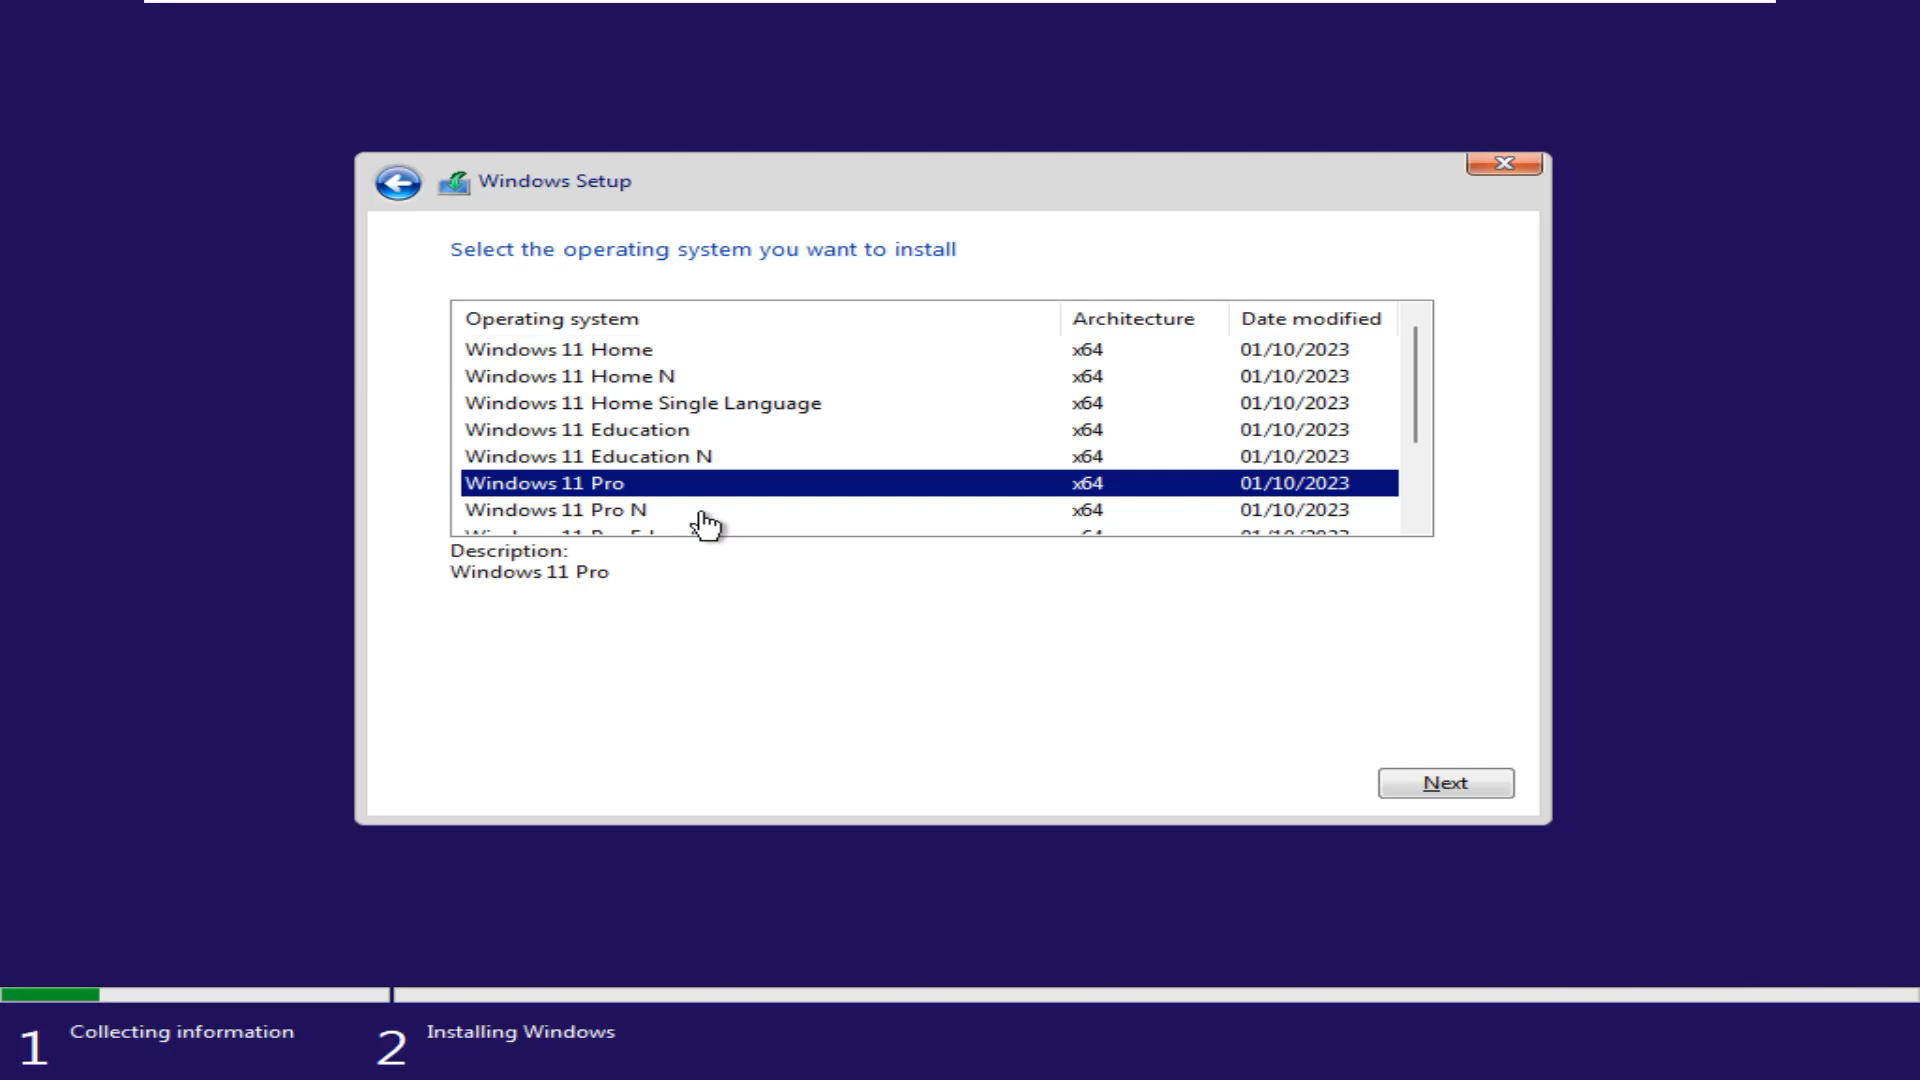 Windows Setup
Select the operating system you want to install
Operating system Architecture Date modified
Windows 11 Home x64 01/10/2023
Windows 11 Home N x64 01/10/2023
Windows 11 Home Single Language x64 01/10/2023
Windows 11 Education x64 01/10/2023
Windows 11 Education N x64 01/10/2023
Windows 11 Pro x64 01/10/2023
Windows 11 Pro N x64 01/10/2023
Description:
Windows 11 Pro
Next
1 Collecting information 2 Installing Windows